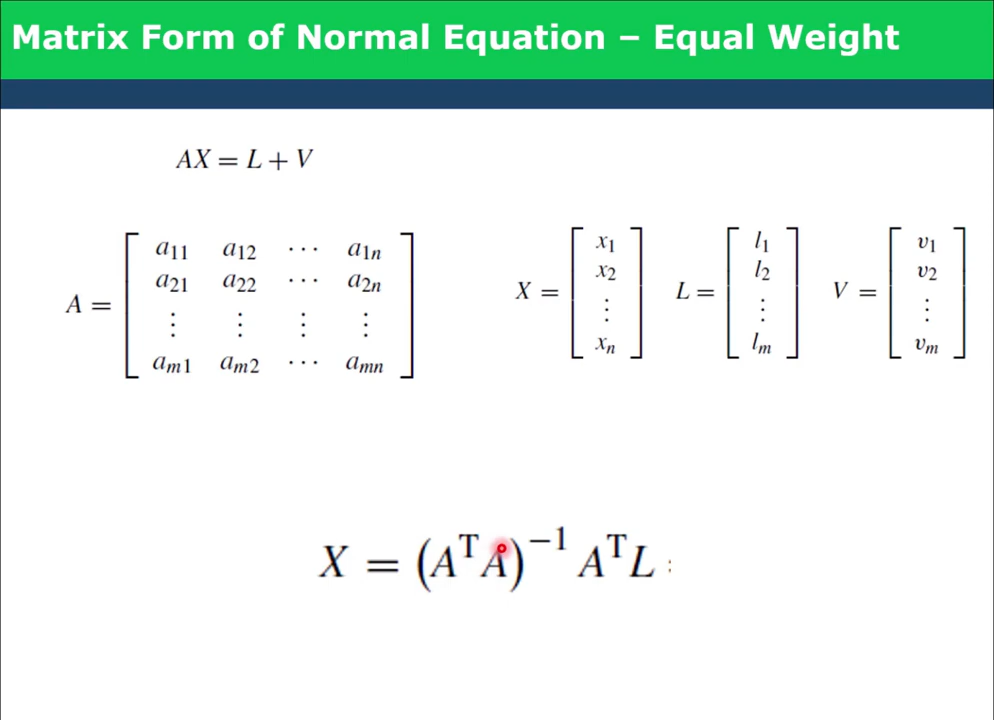 Matrix Form of Normal Equation – Equal Weight
AX = L + V
A = [ a₁₁ a₁₂ ⋯ a₁ₙ
a₂₁ a₂₂ ⋯ a₂ₙ
⋮ ⋮ ⋮ ⋮
aₘ₁ aₘ₂ ⋯ aₘₙ ]
X = [ x₁
x₂
⋮
xₙ ]
L = [ l₁
l₂
⋮
lₘ ]
V = [ v₁
v₂
⋮
vₘ ]
X = (AᵀA)⁻¹ AᵀL